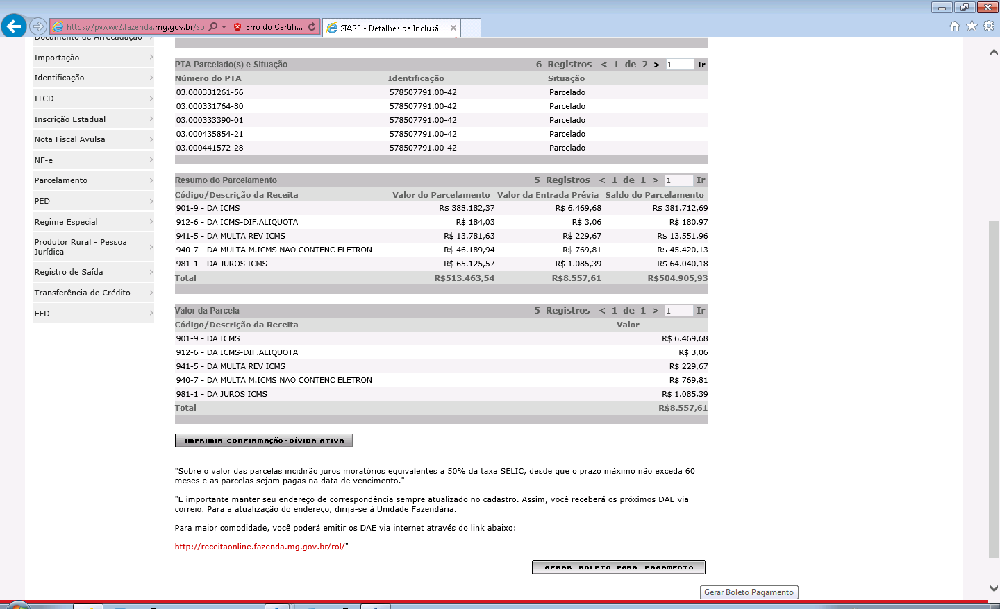 https://pwww2.fazenda.mg.gov.br/so
Erro do Certifi...
SIARE - Detalhes da Inclusã...
Documento de Arrecadação
Importação
Identificação
ITCD
Inscrição Estadual
Nota Fiscal Avulsa
NF-e
Parcelamento
PED
Regime Especial
Produtor Rural - Pessoa
Jurídica
Registro de Saída
Transferência de Crédito
EFD
PTA Parcelado(s) e Situação 6 Registros < 1 de 2 > 1 Ir
Número do PTA Identificação Situação
03.000331261-56 578507791.00-42 Parcelado
03.000331764-80 578507791.00-42 Parcelado
03.000333390-01 578507791.00-42 Parcelado
03.000435854-21 578507791.00-42 Parcelado
03.000441572-28 578507791.00-42 Parcelado
Resumo do Parcelamento 5 Registros < 1 de 1 > 1 Ir
Código/Descrição da Receita Valor do Parcelamento Valor da Entrada Prévia Saldo do Parcelamento
901-9 - DA ICMS R$ 388.182,37 R$ 6.469,68 R$ 381.712,69
912-6 - DA ICMS-DIF.ALIQUOTA R$ 184,03 R$ 3,06 R$ 180,97
941-5 - DA MULTA REV ICMS R$ 13.781,63 R$ 229,67 R$ 13.551,96
940-7 - DA MULTA M.ICMS NAO CONTENC ELETRON R$ 46.189,94 R$ 769,81 R$ 45.420,13
981-1 - DA JUROS ICMS R$ 65.125,57 R$ 1.085,39 R$ 64.040,18
Total R$513.463,54 R$8.557,61 R$504.905,93
Valor da Parcela 5 Registros < 1 de 1 > 1 Ir
Código/Descrição da Receita Valor
901-9 - DA ICMS R$ 6.469,68
912-6 - DA ICMS-DIF.ALIQUOTA R$ 3,06
941-5 - DA MULTA REV ICMS R$ 229,67
940-7 - DA MULTA M.ICMS NAO CONTENC ELETRON R$ 769,81
981-1 - DA JUROS ICMS R$ 1.085,39
Total R$8.557,61
IMPRIMIR CONFIRMAÇÃO-DÍVIDA ATIVA
"Sobre o valor das parcelas incidirão juros moratórios equivalentes a 50% da taxa SELIC, desde que o prazo máximo não exceda 60
meses e as parcelas sejam pagas na data de vencimento."
"É importante manter seu endereço de correspondência sempre atualizado no cadastro. Assim, você receberá os próximos DAE via
correio. Para a atualização do endereço, dirija-se à Unidade Fazendária.
Para maior comodidade, você poderá emitir os DAE via internet através do link abaixo:
http://receitaonline.fazenda.mg.gov.br/rol/"
GERAR BOLETO PARA PAGAMENTO
Gerar Boleto Pagamento